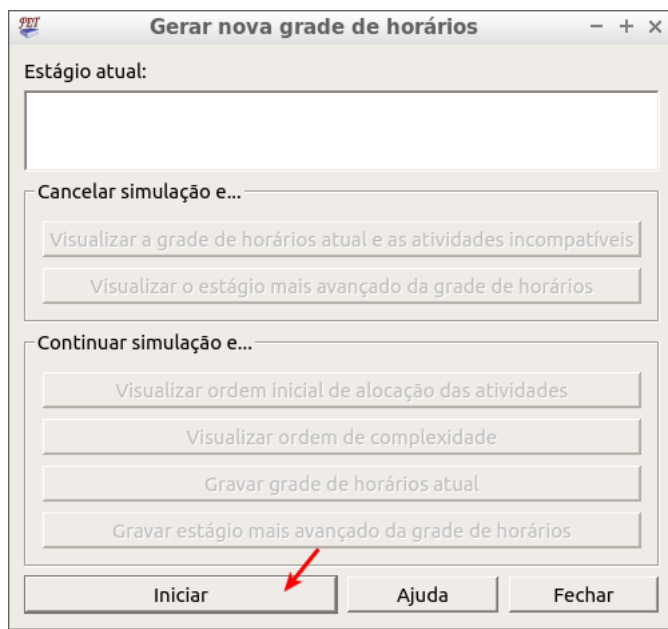 PET
Gerar nova grade de horários
Estágio atual:
Cancelar simulação e...
Visualizar a grade de horários atual e as atividades incompatíveis
Visualizar o estágio mais avançado da grade de horários
Continuar simulação e...
Visualizar ordem inicial de alocação das atividades
Visualizar ordem de complexidade
Gravar grade de horários atual
Gravar estágio mais avançado da grade de horários
Iniciar
Ajuda
Fechar